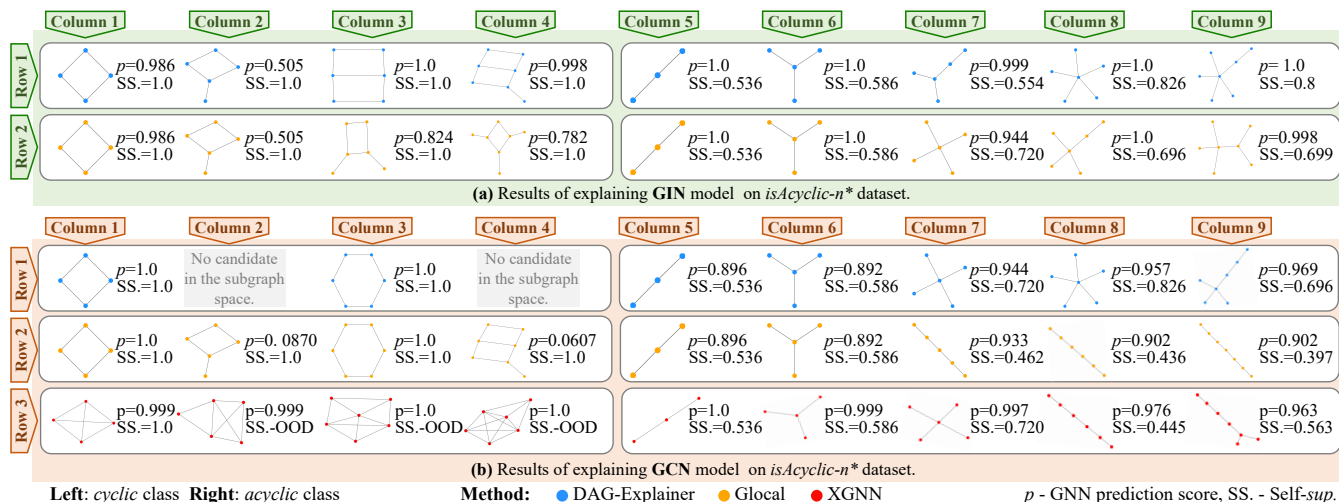 Column 1 Column 2 Column 3 Column 4 Column 5 Column 6 Column 7 Column 8 Column 9
Row 1
p=0.986 p=0.505 p=1.0 p=0.998 p=1.0 p=1.0 p=0.999 p=1.0 p= 1.0
SS.=1.0 SS.=1.0 SS.=1.0 SS.=1.0 SS.=0.536 SS.=0.586 SS.=0.554 SS.=0.826 SS.=0.8
Row 2
p=0.986 p=0.505 p=0.824 p=0.782 p=1.0 p=1.0 p=0.944 p=1.0 p=0.998
SS.=1.0 SS.=1.0 SS.=1.0 SS.=1.0 SS.=0.536 SS.=0.586 SS.=0.720 SS.=0.696 SS.=0.699
(a) Results of explaining GIN model on isAcyclic-n* dataset.
Column 1 Column 2 Column 3 Column 4 Column 5 Column 6 Column 7 Column 8 Column 9
Row 1
p=1.0 No candidate p=1.0 No candidate p=0.896 p=0.892 p=0.944 p=0.957 p=0.969
SS.=1.0 in the subgraph SS.=1.0 in the subgraph SS.=0.536 SS.=0.586 SS.=0.720 SS.=0.826 SS.=0.696
space. space.
Row 2
p=1.0 p=0. 0870 p=1.0 p=0.0607 p=0.896 p=0.892 p=0.933 p=0.902 p=0.902
SS.=1.0 SS.=1.0 SS.=1.0 SS.=1.0 SS.=0.536 SS.=0.586 SS.=0.462 SS.=0.436 SS.=0.397
Row 3
p=0.999 p=0.999 p=1.0 p=1.0 p=1.0 p=0.999 p=0.997 p=0.976 p=0.963
SS.=1.0 SS.-OOD SS.-OOD SS.-OOD SS.=0.536 SS.=0.586 SS.=0.720 SS.=0.445 SS.=0.563
(b) Results of explaining GCN model on isAcyclic-n* dataset.
Left: cyclic class Right: acyclic class Method: DAG-Explainer Glocal XGNN p - GNN prediction score, SS. - Self-sup.